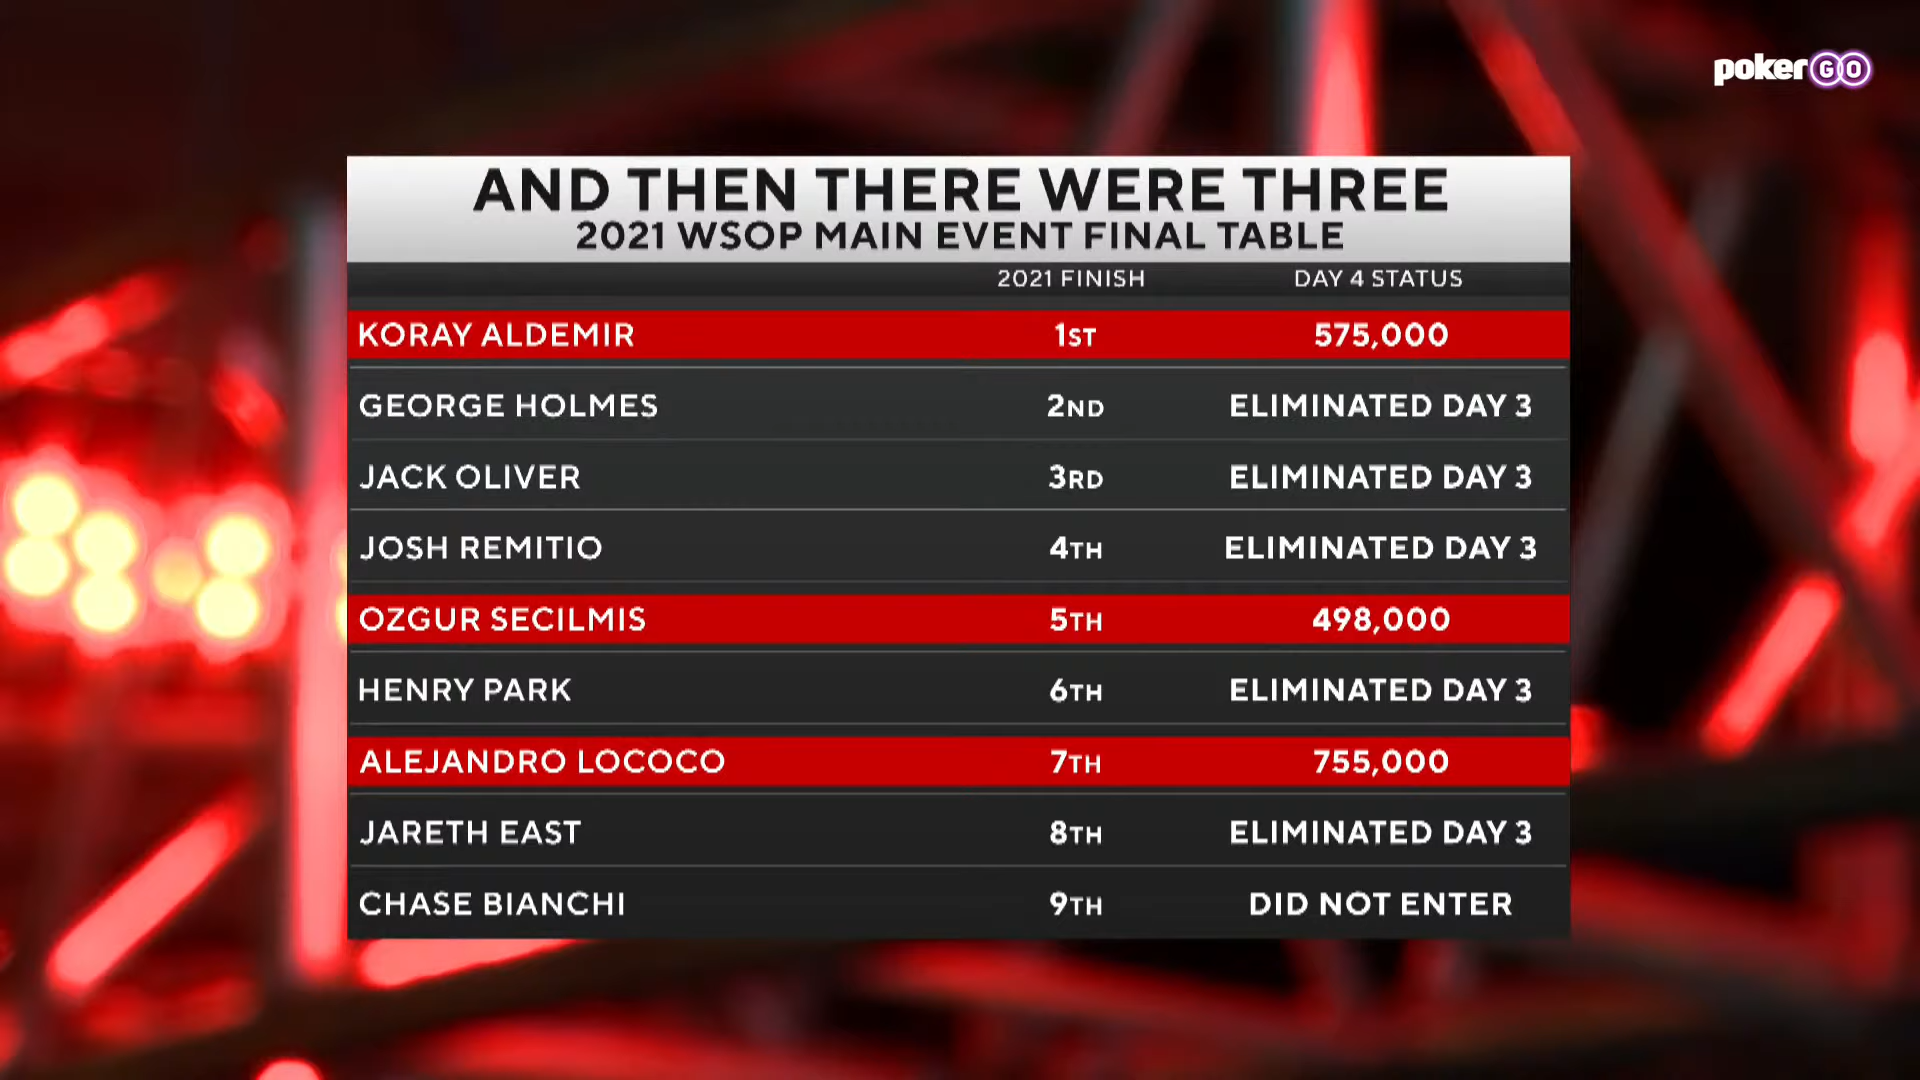 pokerGO
AND THEN THERE WERE THREE
2021 WSOP MAIN EVENT FINAL TABLE
2021 FINISH DAY 4 STATUS
KORAY ALDEMIR 1ST 575,000
GEORGE HOLMES 2ND ELIMINATED DAY 3
JACK OLIVER 3RD ELIMINATED DAY 3
JOSH REMITIO 4TH ELIMINATED DAY 3
OZGUR SECILMIS 5TH 498,000
HENRY PARK 6TH ELIMINATED DAY 3
ALEJANDRO LOCOCO 7TH 755,000
JARETH EAST 8TH ELIMINATED DAY 3
CHASE BIANCHI 9TH DID NOT ENTER